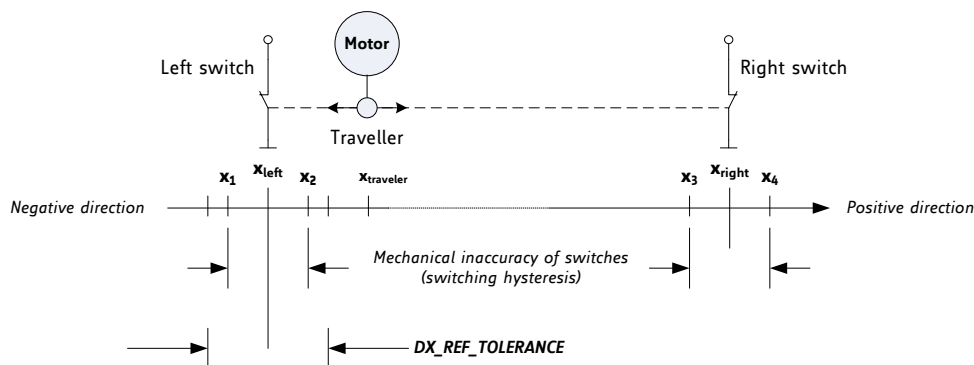 Motor
Left switch
Right switch
Traveller
x1
xleft
x2
xtraveler
x3
xright
x4
Negative direction
Positive direction
Mechanical inaccuracy of switches
(switching hysteresis)
DX_REF_TOLERANCE